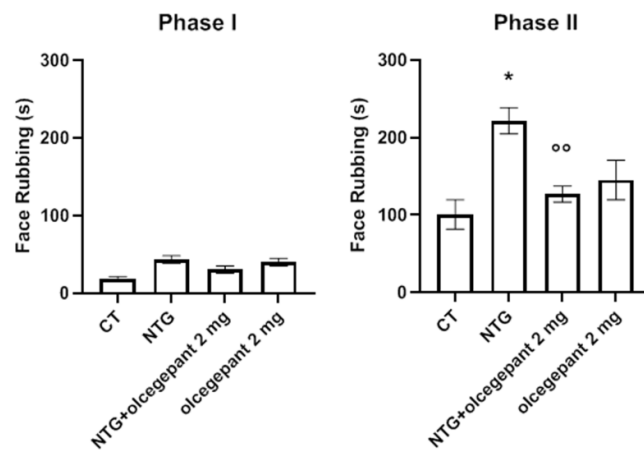 Phase I
Face Rubbing (s)
300
200
100
0
CT
NTG
NTG+olcegepant 2 mg
olcegepant 2 mg
Phase II
Face Rubbing (s)
300
200
100
0
*
°°
CT
NTG
NTG+olcegepant 2 mg
olcegepant 2 mg